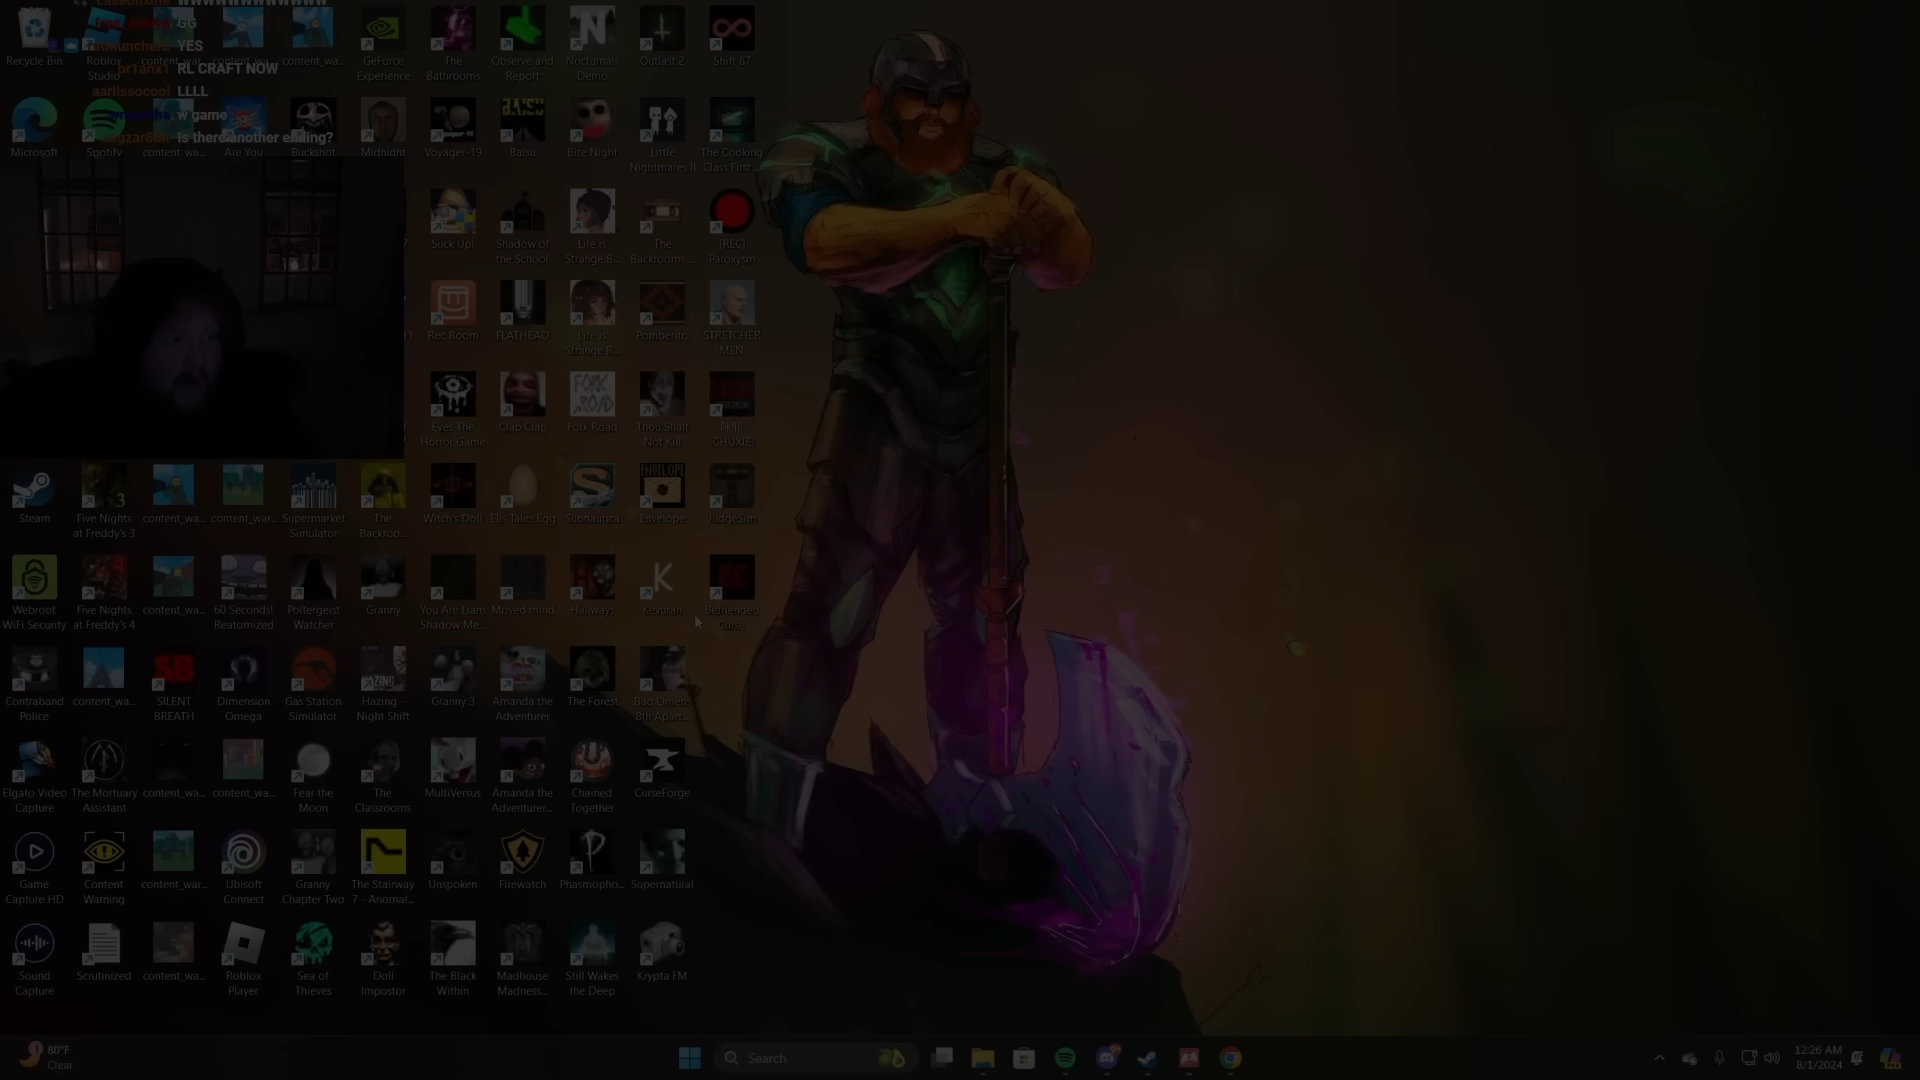 GG
YES
RL CRAFT NOW
aariissocool LLLL
w game
Is there another ending?
Recycle Bin
Roblox Studio
content_wa...
content_wa...
content_wa...
GeForce Experience
The Bathrooms
Observe and Report
Nocturnals Demo
Outlast 2
Shift 87
Microsoft
Spotify
content_wa...
Are You
Buckshot
Midnight
Voyager-19
Baisu
Bite Night
Little Nightmares II
The Cooking Class First...
Suck Up!
Shadow of the School
Life is Strange B...
The Backrooms...
[REC] Paroxysm
Rec Room
FLATHEAD
Life is Strange R...
Pomberito
STRETCHER MEN
Eyes The Horror Game
Clap Clap
FORK ROAD
Fork Road
Thou Shalt Not Kill
(CHUXIE)
Steam
Five Nights at Freddy's 3
content_wa...
content_war...
Supermarket Simulator
The Backroo...
Witch's Doll
Ells Tales Egg
Subnautica
ENVELOPE
Envelope
JudgeSim
Webroot WiFi Security
Five Nights at Freddy's 4
content_wa...
60 Seconds! Reatomized
Poltergeist Watcher
Granny
You Are Liam Shadow Me...
Moved.mind
Hallways
Kevurah
Befriended Curse
Contraband Police
content_wa...
SILENT BREATH
Dimension Omega
Gas Station Simulator
Hazing - Night Shift
Granny 3
Amanda the Adventurer
The Forest
Bad Omens 8th Apart...
Elgato Video Capture
The Mortuary Assistant
content_wa...
content_wa...
Fear the Moon
The Classrooms
MultiVersus
Amanda the Adventurer...
Chained Together
CurseForge
Game Capture HD
Content Warning
content_war...
Ubisoft Connect
Granny Chapter Two
The Stairway 7 - Anomal...
Unspoken
Firewatch
Phasmopho...
Supernatural
Sound Capture
Scrutinized
content_wa...
Roblox Player
Sea of Thieves
Doll Impostor
The Black Within
Madhouse Madness...
Still Wakes the Deep
Krypta FM
80°F
Clear
Search
12:26 AM
8/1/2024